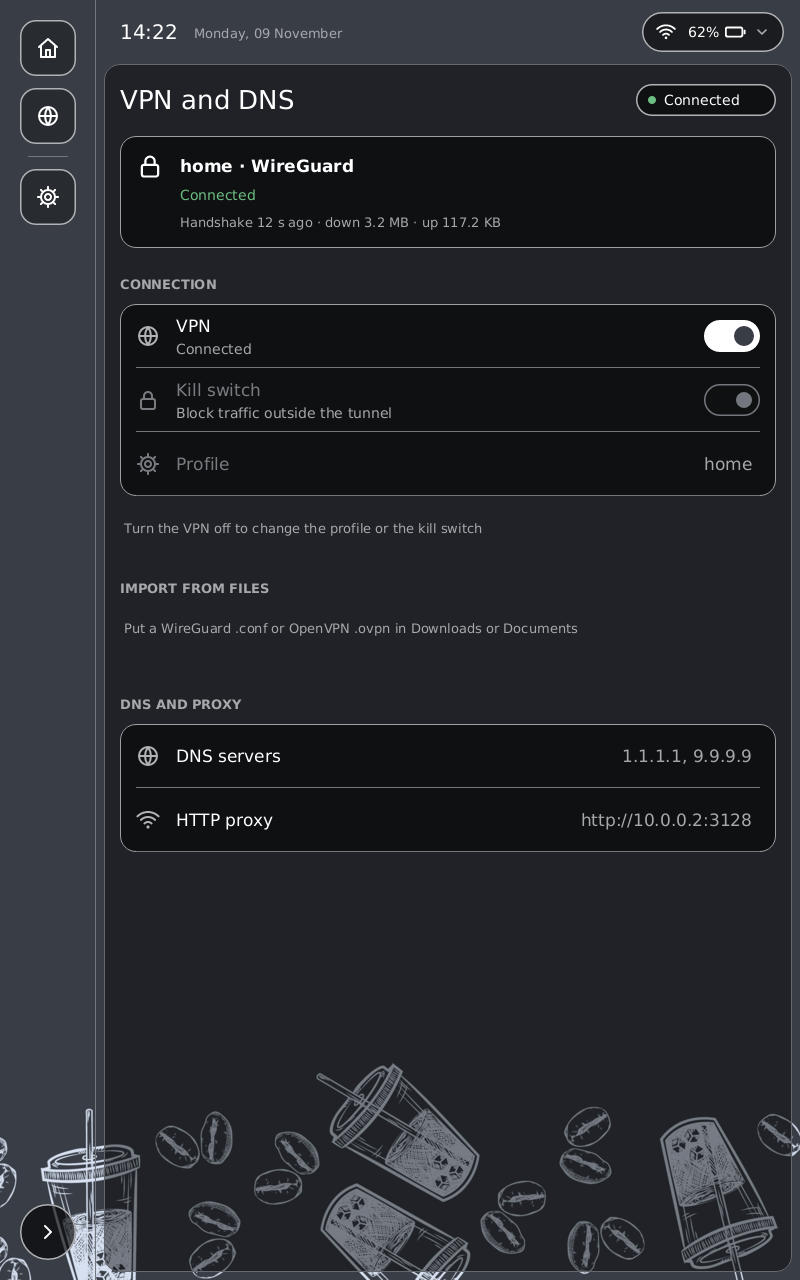 14:22 Monday, 09 November
62%
VPN and DNS
Connected
home · WireGuard
Connected
Handshake 12 s ago · down 3.2 MB · up 117.2 KB
CONNECTION
VPN
Connected
Kill switch
Block traffic outside the tunnel
Profile home
Turn the VPN off to change the profile or the kill switch
IMPORT FROM FILES
Put a WireGuard .conf or OpenVPN .ovpn in Downloads or Documents
DNS AND PROXY
DNS servers 1.1.1.1, 9.9.9.9
HTTP proxy http://10.0.0.2:3128